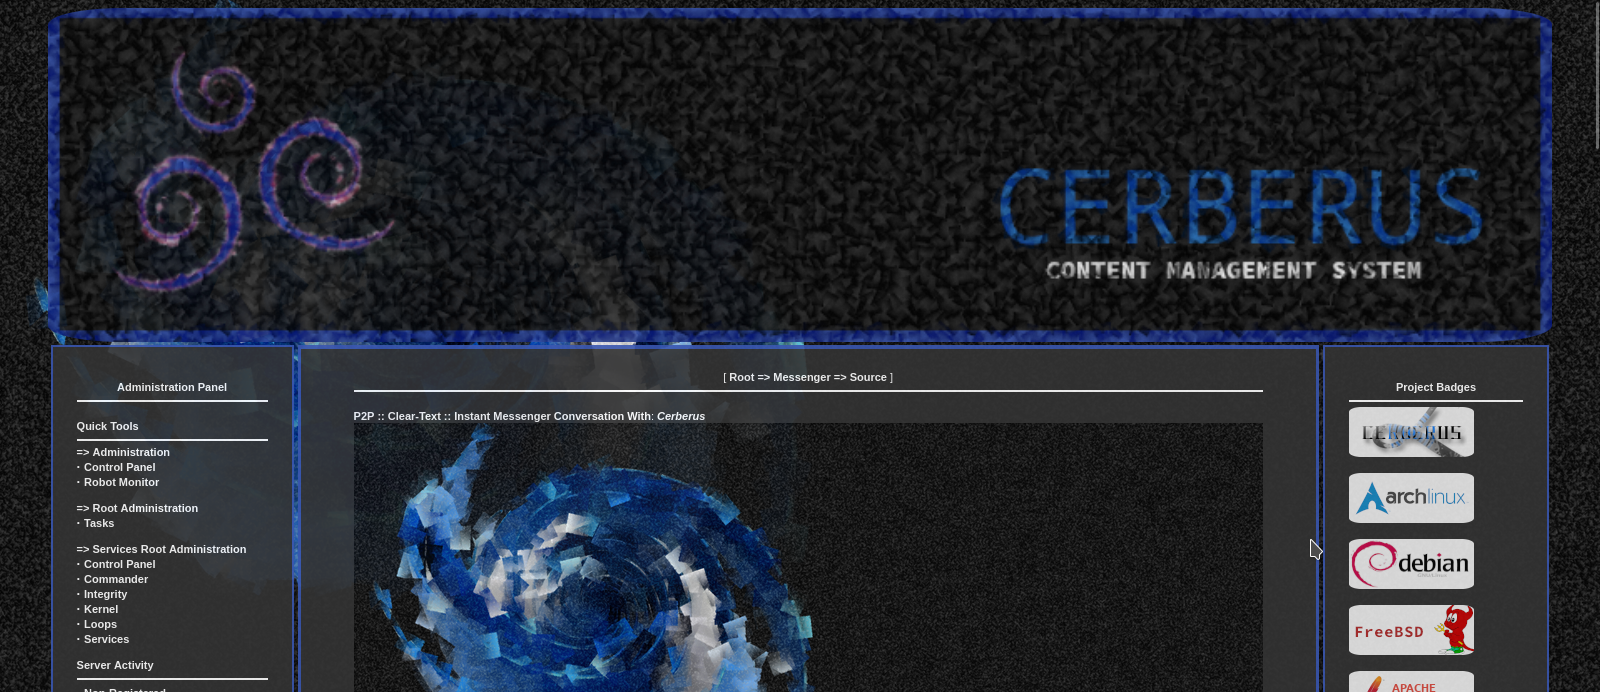 CERBERUS
CONTENT MANAGEMENT SYSTEM
Administration Panel
Quick Tools
=> Administration
· Control Panel
· Robot Monitor
=> Root Administration
· Tasks
=> Services Root Administration
· Control Panel
· Commander
· Integrity
· Kernel
· Loops
· Services
Server Activity
Non-Registered
[ Root => Messenger => Source ]
P2P :: Clear-Text :: Instant Messenger Conversation With: Cerberus
Project Badges
CERBERUS
archlinux
debian
FreeBSD
APACHE